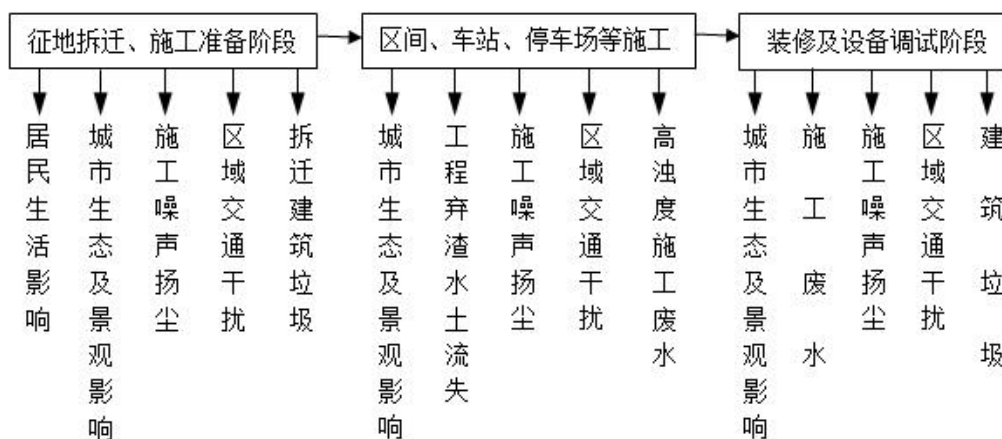 征地拆迁、施工准备阶段
区间、车站、停车场等施工
装修及设备调试阶段
居民生活影响
城市生态及景观影响
施工噪声扬尘
区域交通干扰
拆迁建筑垃圾
城市生态及景观影响
工程弃渣水土流失
施工噪声扬尘
区域交通干扰
高浊度施工废水
城市生态及景观影响
施工废水
施工噪声扬尘
区域交通干扰
建筑垃圾